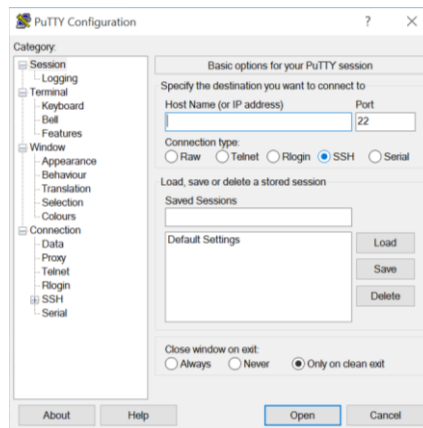 PuTTY Configuration
?
Category:
Session
Logging
Terminal
Keyboard
Bell
Features
Window
Appearance
Behaviour
Translation
Selection
Colours
Connection
Data
Proxy
Telnet
Rlogin
SSH
Serial
Basic options for your PuTTY session
Specify the destination you want to connect to
Host Name (or IP address) Port
22
Connection type:
Raw Telnet Rlogin SSH Serial
Load, save or delete a stored session
Saved Sessions
Default Settings
Load
Save
Delete
Close window on exit:
Always Never Only on clean exit
About Help Open Cancel